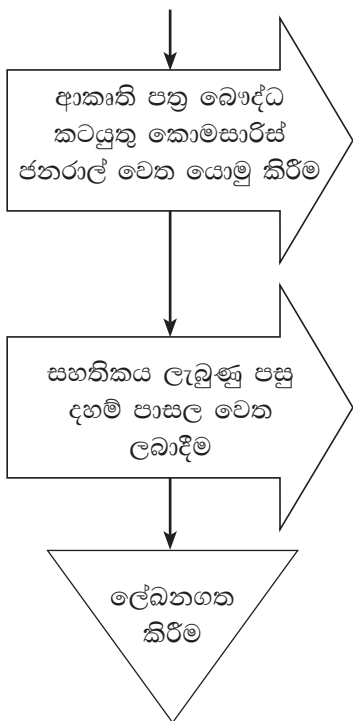 ආකෘති පත්‍ර බෞද්ධ
කටයුතු කොමසාරිස්
ජනරාල් වෙත යොමු කිරීම
සහතිකය ලැබුණු පසු
දහම් පාසල වෙත
ලබාදීම
ලේඛනගත
කිරීම